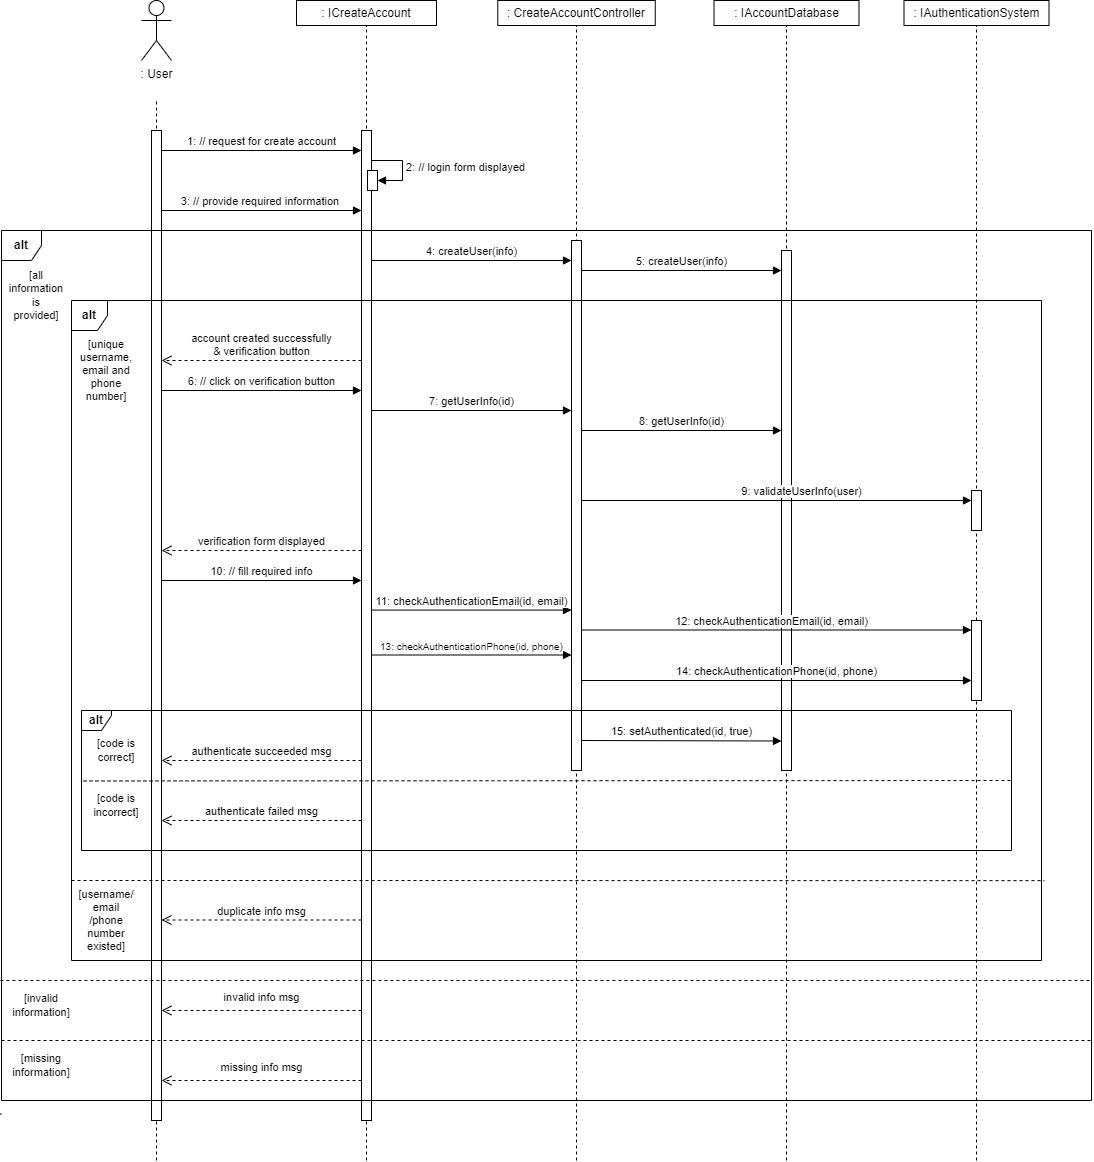 : ICreateAccount
: CreateAccountController
: IAccountDatabase
: IAuthenticationSystem
: User
1: // request for create account
2: // login form displayed
3: // provide required information
alt
4: createUser(info)
5: createUser(info)
[all
information
is
provided]
alt
[unique
username,
email and
phone
number]
account created successfully
& verification button
6: // click on verification button
7: getUserInfo(id)
8: getUserInfo(id)
9: validateUserInfo(user)
verification form displayed
10: // fill required info
11: checkAuthenticationEmail(id, email)
12: checkAuthenticationEmail(id, email)
13: checkAuthenticationPhone(id, phone)
14: checkAuthenticationPhone(id, phone)
alt
15: setAuthenticated(id, true)
[code is
correct]
authenticate succeeded msg
[code is
incorrect]
authenticate failed msg
[username/
email
/phone
number
existed]
duplicate info msg
[invalid
information]
invalid info msg
[missing
information]
missing info msg